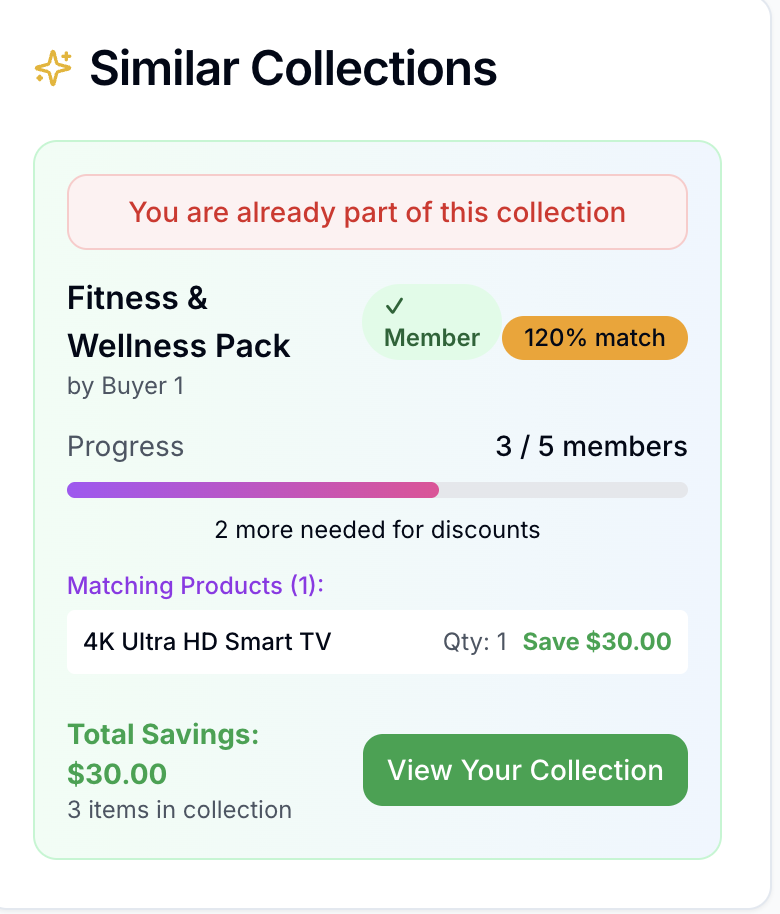 Similar Collections
You are already part of this collection
Fitness &
Wellness Pack
by Buyer 1
✓
Member
120% match
Progress
3 / 5 members
2 more needed for discounts
Matching Products (1):
4K Ultra HD Smart TV
Qty: 1
Save $30.00
Total Savings:
$30.00
3 items in collection
View Your Collection